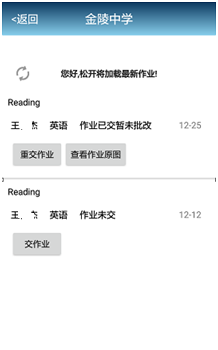 <返回 金陵中学
您好,松开将加载最新作业!
Reading
王 英语 作业已交暂未批改 12-25
重交作业 查看作业原图
Reading
王 英语 作业未交 12-12
交作业